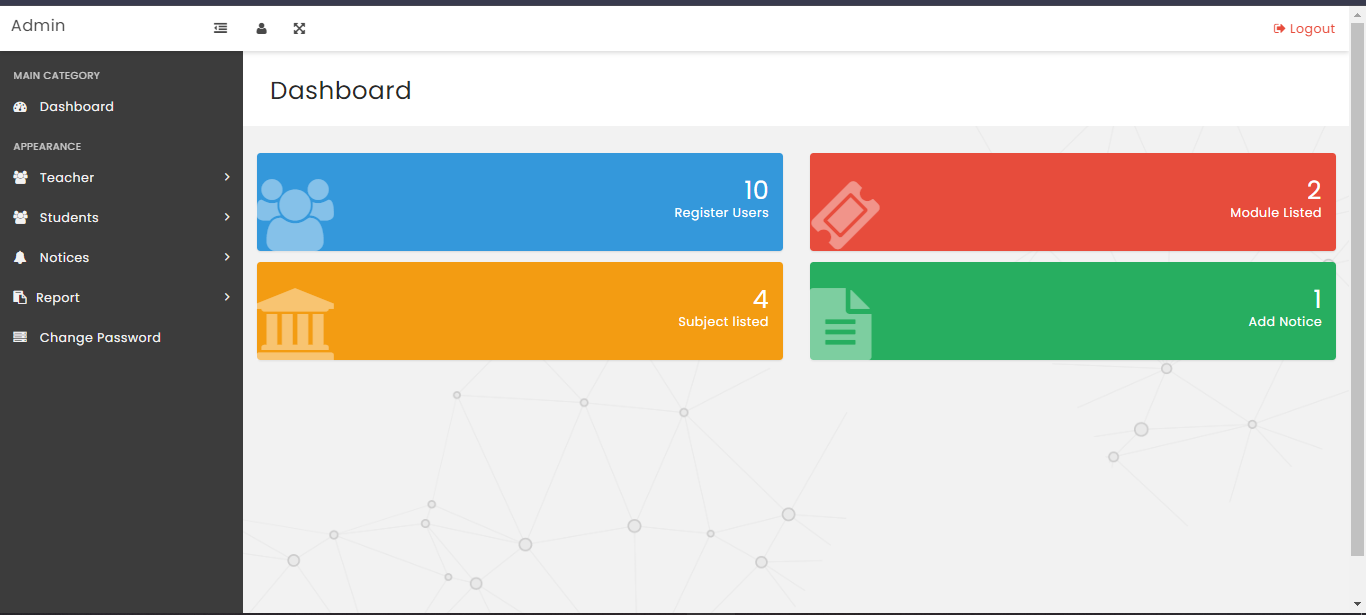 Admin
Logout
MAIN CATEGORY
Dashboard
APPEARANCE
Teacher
Students
Notices
Report
Change Password
Dashboard
10
Register Users
2
Module Listed
4
Subject listed
1
Add Notice